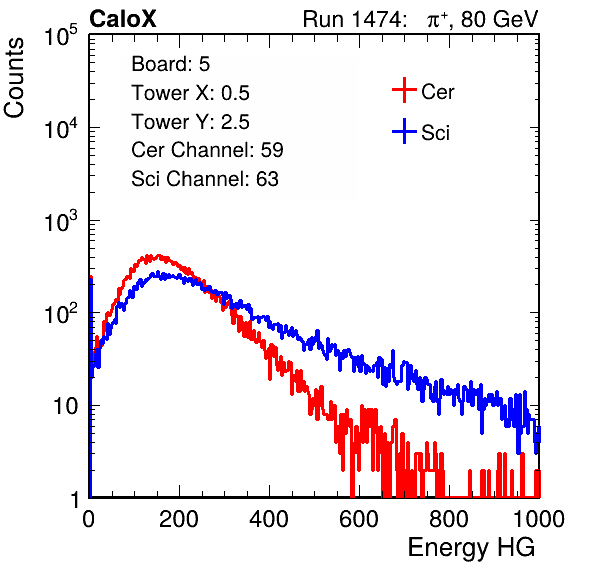 CaloX Run 1474: π⁺, 80 GeV
Board: 5
Tower X: 0.5
Tower Y: 2.5
Cer Channel: 59
Sci Channel: 63
Cer
Sci
Counts
10⁵
10⁴
10³
10²
10
1
0 200 400 600 800 1000
Energy HG